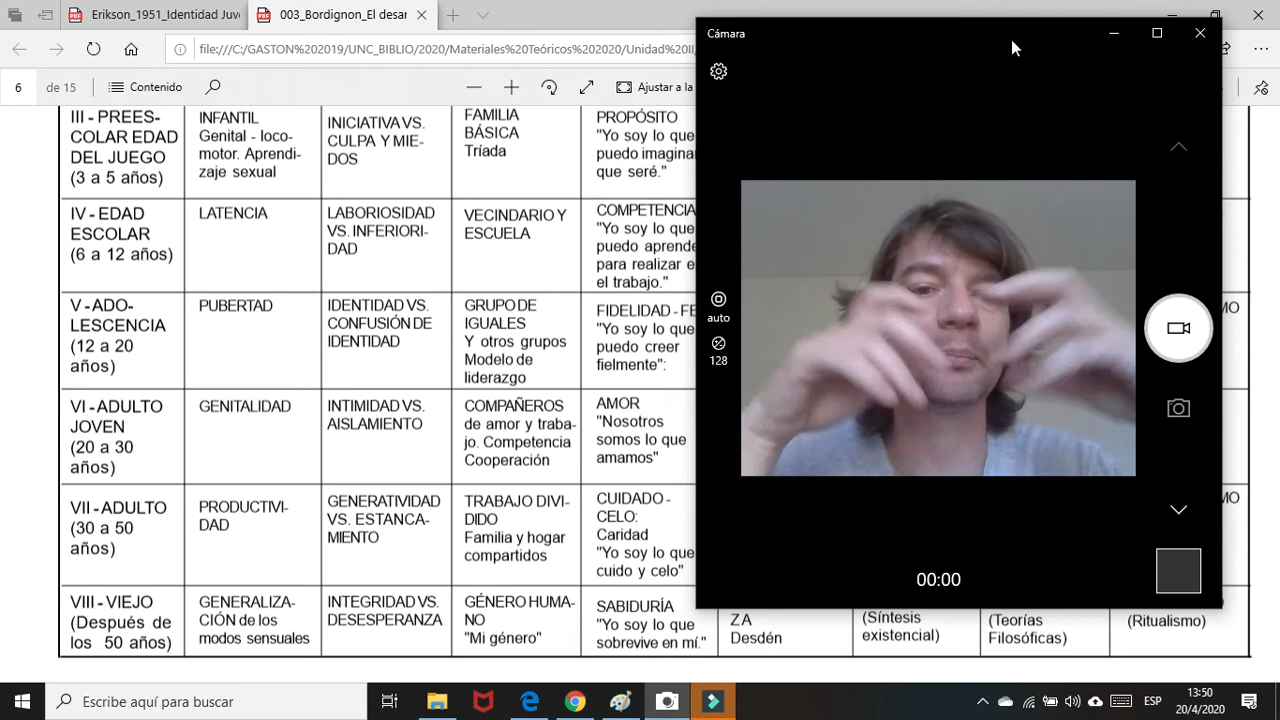 Erikson_1951_Identidad Juv
003_Bordignon_El desar
file:///C:/GASTON%202019/UNC_BIBLIO/2020/Materiales%20Teóricos%202020/Unidad%20II
6 de 15
Contenido
Ajustar a la
Cámara
auto
128
00:00
III - PREES-
COLAR EDAD
DEL JUEGO
(3 a 5 años)
INFANTIL
Genital - loco-
motor. Aprendi-
zaje sexual
INICIATIVA VS.
CULPA Y MIE-
DOS
FAMILIA
BÁSICA
Tríada
PROPÓSITO
"Yo soy lo que
puedo imaginar
que seré."
IV - EDAD
ESCOLAR
(6 a 12 años)
LATENCIA
LABORIOSIDAD
VS. INFERIORI-
DAD
VECINDARIO Y
ESCUELA
COMPETENCIA
"Yo soy lo que
puedo aprende
para realizar e
el trabajo."
V - ADO-
LESCENCIA
(12 a 20
años)
PUBERTAD
IDENTIDAD VS.
CONFUSIÓN DE
IDENTIDAD
GRUPO DE
IGUALES
Y otros grupos
Modelo de
liderazgo
FIDELIDAD - FE
"Yo soy lo que
puedo creer
fielmente":
MO
VI - ADULTO
JOVEN
(20 a 30
años)
GENITALIDAD
INTIMIDAD VS.
AISLAMIENTO
COMPAÑEROS
de amor y traba-
jo. Competencia
Cooperación
AMOR
"Nosotros
somos lo que
amamos"
VII - ADULTO
(30 a 50
años)
PRODUCTIVI-
DAD
GENERATIVIDAD
VS. ESTANCA-
MIENTO
TRABAJO DIVI-
DIDO
Familia y hogar
compartidos
CUIDADO -
CELO:
Caridad
"Yo soy lo que
cuido y celo"
MO
VIII - VIEJO
(Después de
los 50 años)
GENERALIZA-
CIÓN de los
modos sensuales
INTEGRIDAD VS.
DESESPERANZA
GÉNERO HUMA-
NO
"Mi género"
SABIDURÍA
"Yo soy lo que
sobrevive en mí."
ZA
Desdén
(Síntesis
existencial)
(Teorías
Filosóficas)
(Ritualismo)
Escribe aquí para buscar
ESP
13:50
20/4/2020